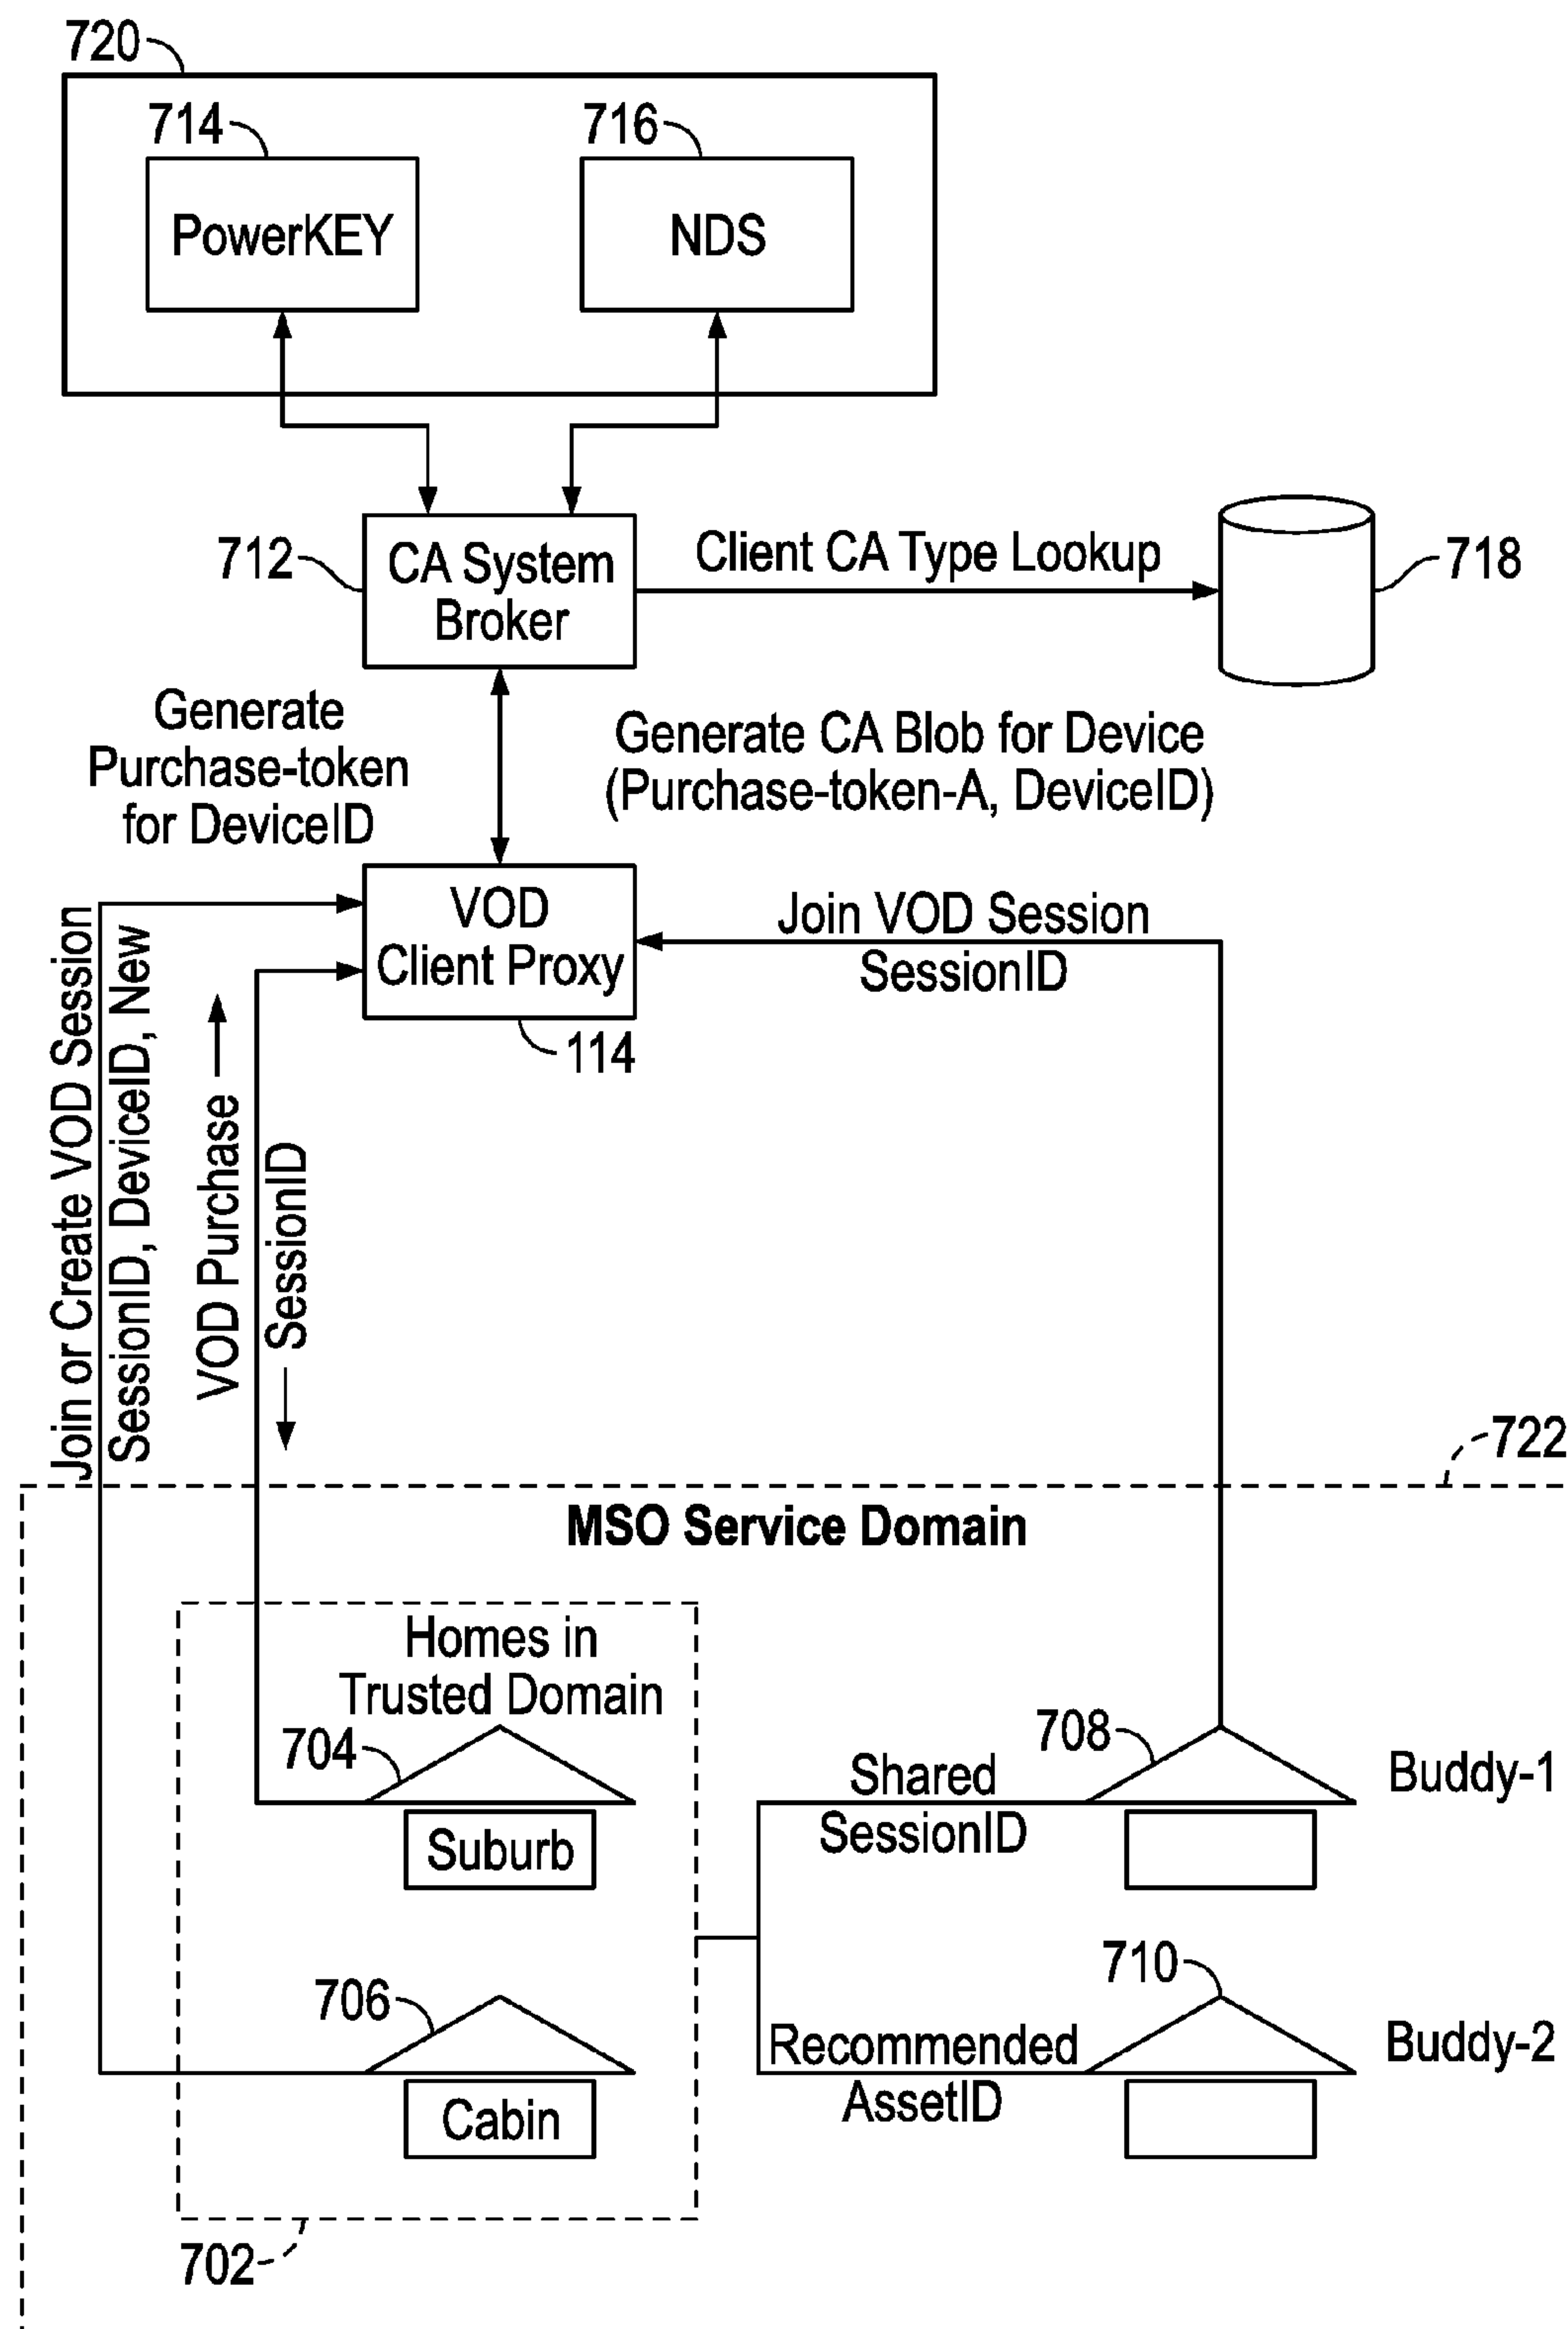 720
714
716
PowerKEY
NDS
712
CA System
Broker
Client CA Type Lookup
718
Generate
Purchase-token
for DeviceID
Generate CA Blob for Device
(Purchase-token-A, DeviceID)
VOD
Client Proxy
114
Join VOD Session
SessionID
Join or Create VOD Session
SessionID, DeviceID, New
VOD Purchase
SessionID
722
MSO Service Domain
Homes in
Trusted Domain
704
Suburb
Shared
SessionID
708
Buddy-1
706
Cabin
Recommended
AssetID
710
Buddy-2
702